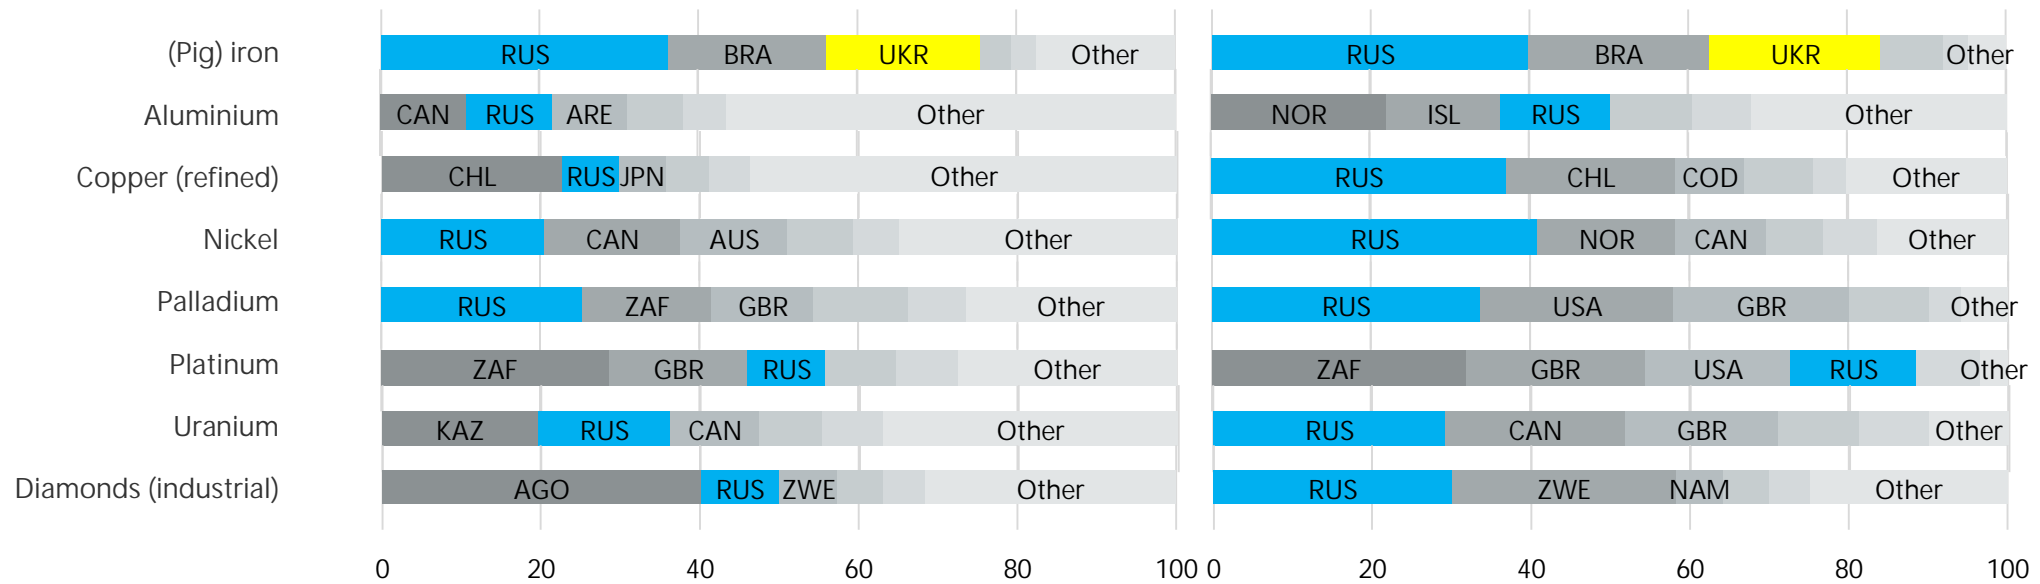 (Pig) iron RUS BRA UKR Other RUS BRA UKR Other
Aluminium CAN RUS ARE Other NOR ISL RUS Other
Copper (refined) CHL RUS JPN Other RUS CHL COD Other
Nickel RUS CAN AUS Other RUS NOR CAN Other
Palladium RUS ZAF GBR Other RUS USA GBR Other
Platinum ZAF GBR RUS Other ZAF GBR USA RUS Other
Uranium KAZ RUS CAN Other RUS CAN GBR Other
Diamonds (industrial) AGO RUS ZWE Other RUS ZWE NAM Other
0 20 40 60 80 100 0 20 40 60 80 100